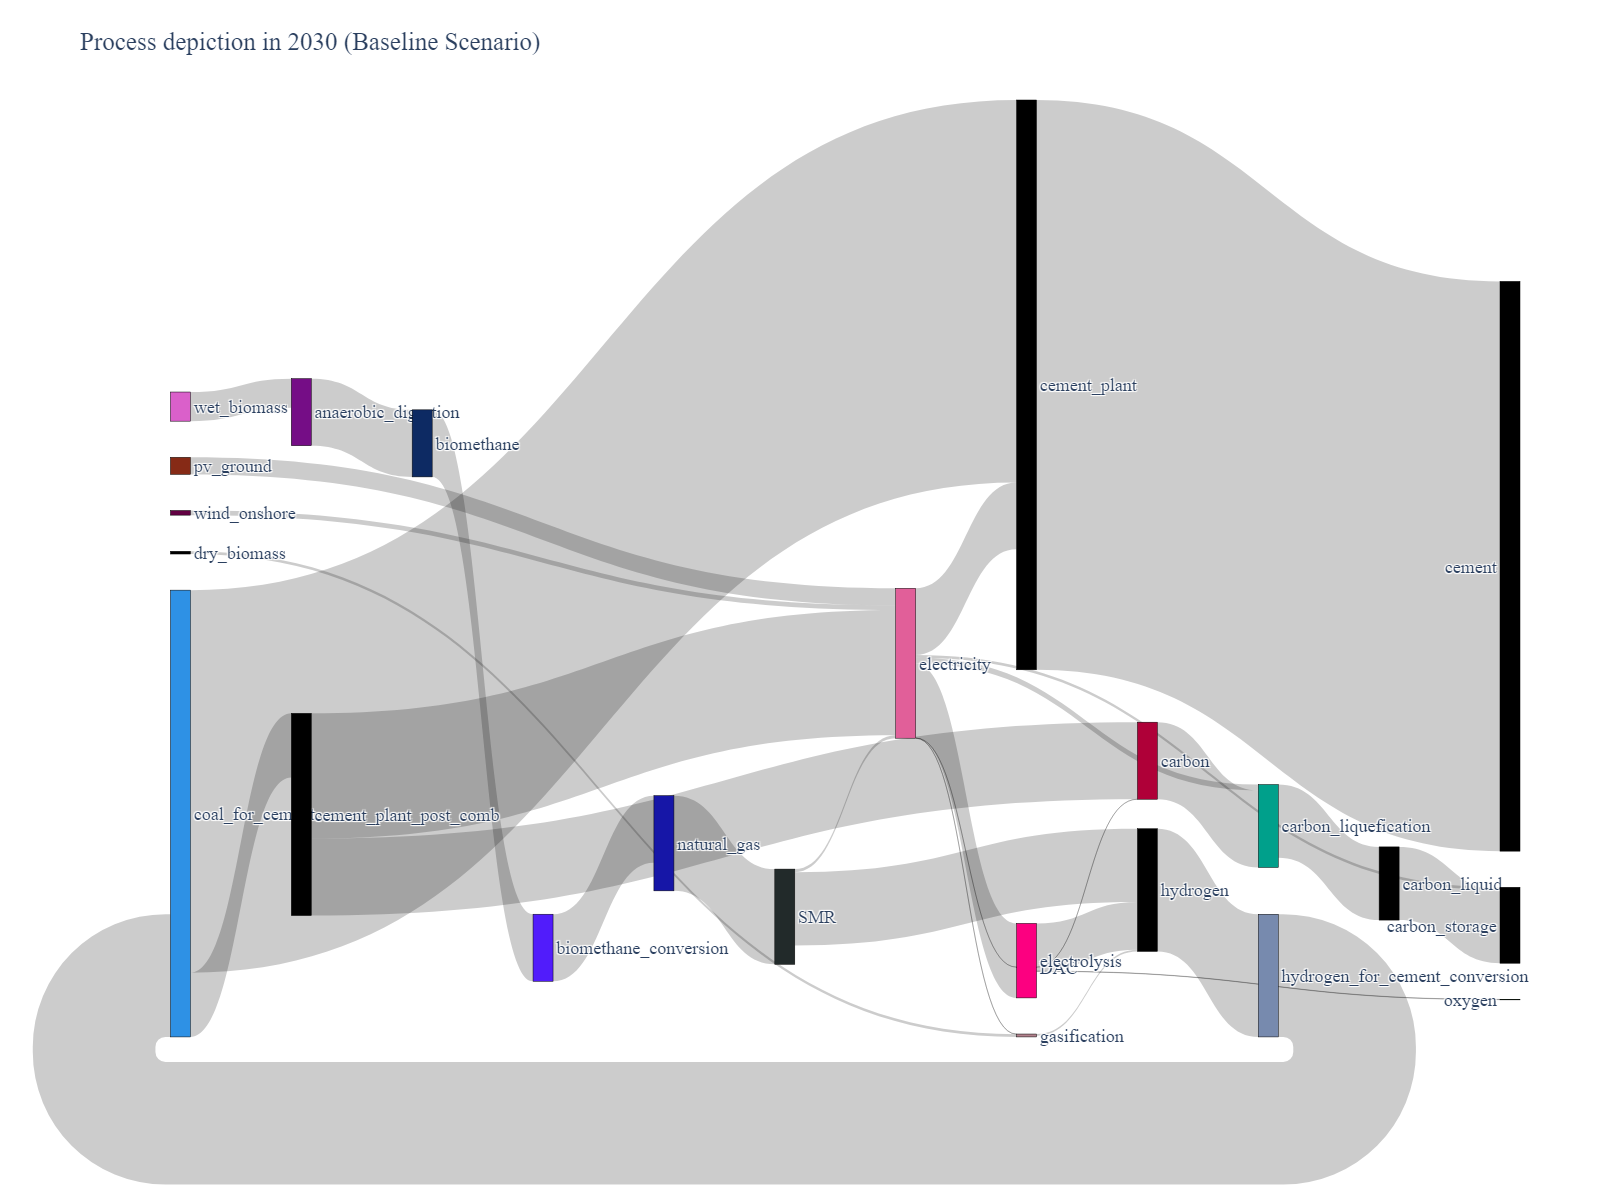 Process depiction in 2030 (Baseline Scenario)
cement_plant
wet_biomass
anaerobic_digestion
biomethane
pv_ground
wind_onshore
dry_biomass
cement
electricity
carbon
coal_for_cement
cement_plant_post_comb
carbon_liquefication
natural_gas
carbon_liquid
hydrogen
SMR
carbon_storage
biomethane_conversion
electrolysis
DAC
hydrogen_for_cement_conversion
oxygen
gasification